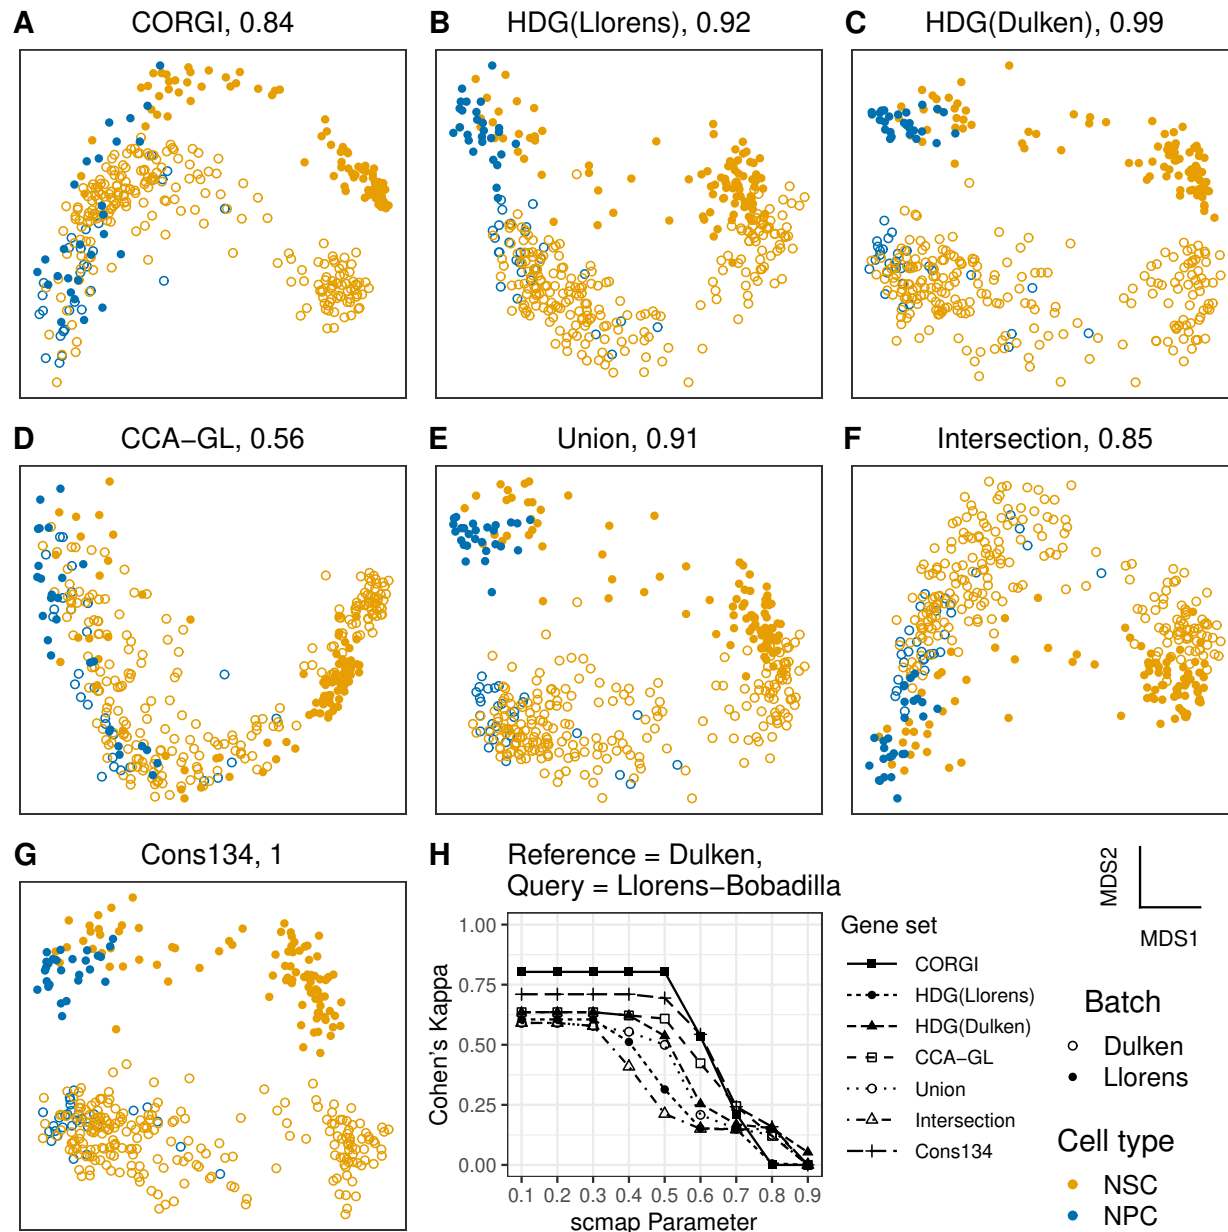 A CORGI, 0.84
B HDG(Llorens), 0.92
C HDG(Dulken), 0.99
D CCA−GL, 0.56
E Union, 0.91
F Intersection, 0.85
G Cons134, 1
H Reference = Dulken,
Query = Llorens−Bobadilla
1.00
0.75
0.50
0.25
0.00
Cohen's Kappa
0.1 0.2 0.3 0.4 0.5 0.6 0.7 0.8 0.9
scmap Parameter
Gene set
CORGI
HDG(Llorens)
HDG(Dulken)
CCA−GL
Union
Intersection
Cons134
MDS2
MDS1
Batch
Dulken
Llorens
Cell type
NSC
NPC